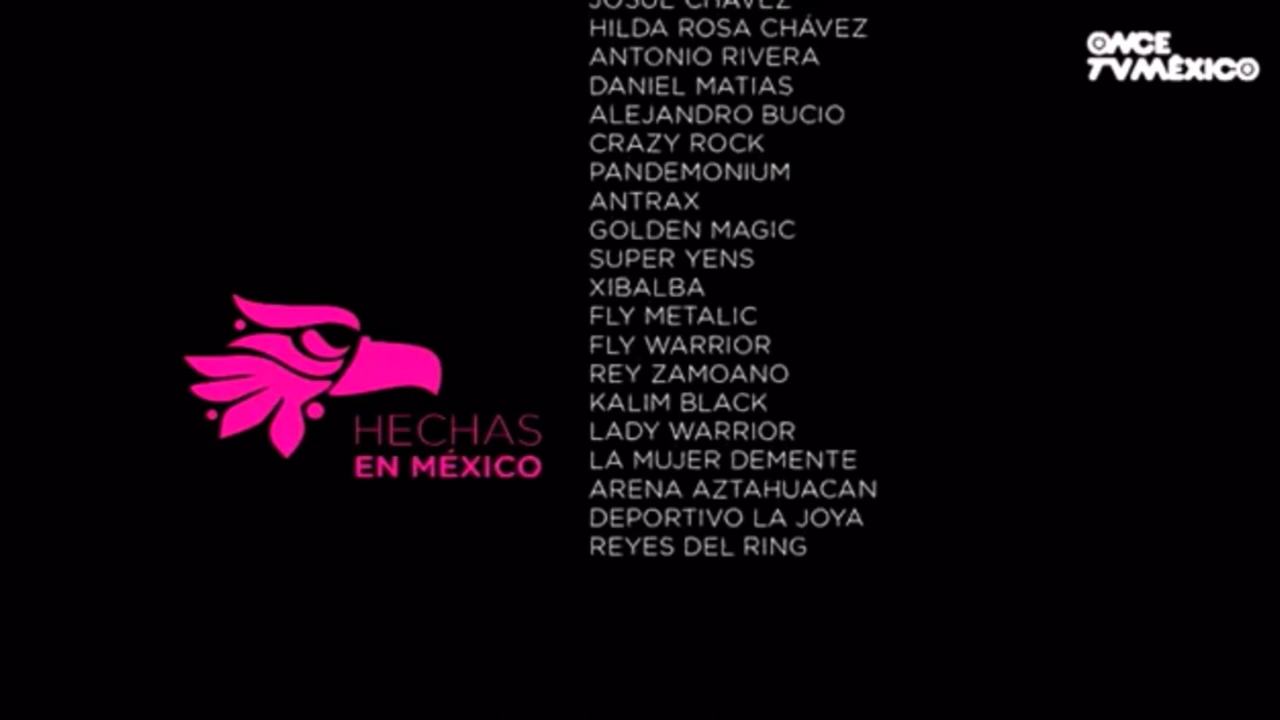 JOSUÉ CHÁVEZ
HILDA ROSA CHÁVEZ
ANTONIO RIVERA
DANIEL MATIAS
ALEJANDRO BUCIO
CRAZY ROCK
PANDEMONIUM
ANTRAX
GOLDEN MAGIC
SUPER YENS
XIBALBA
FLY METALIC
FLY WARRIOR
REY ZAMOANO
KALIM BLACK
LADY WARRIOR
LA MUJER DEMENTE
ARENA AZTAHUACAN
DEPORTIVO LA JOYA
REYES DEL RING
HECHAS
EN MÉXICO
ONCE
TV MÉXICO